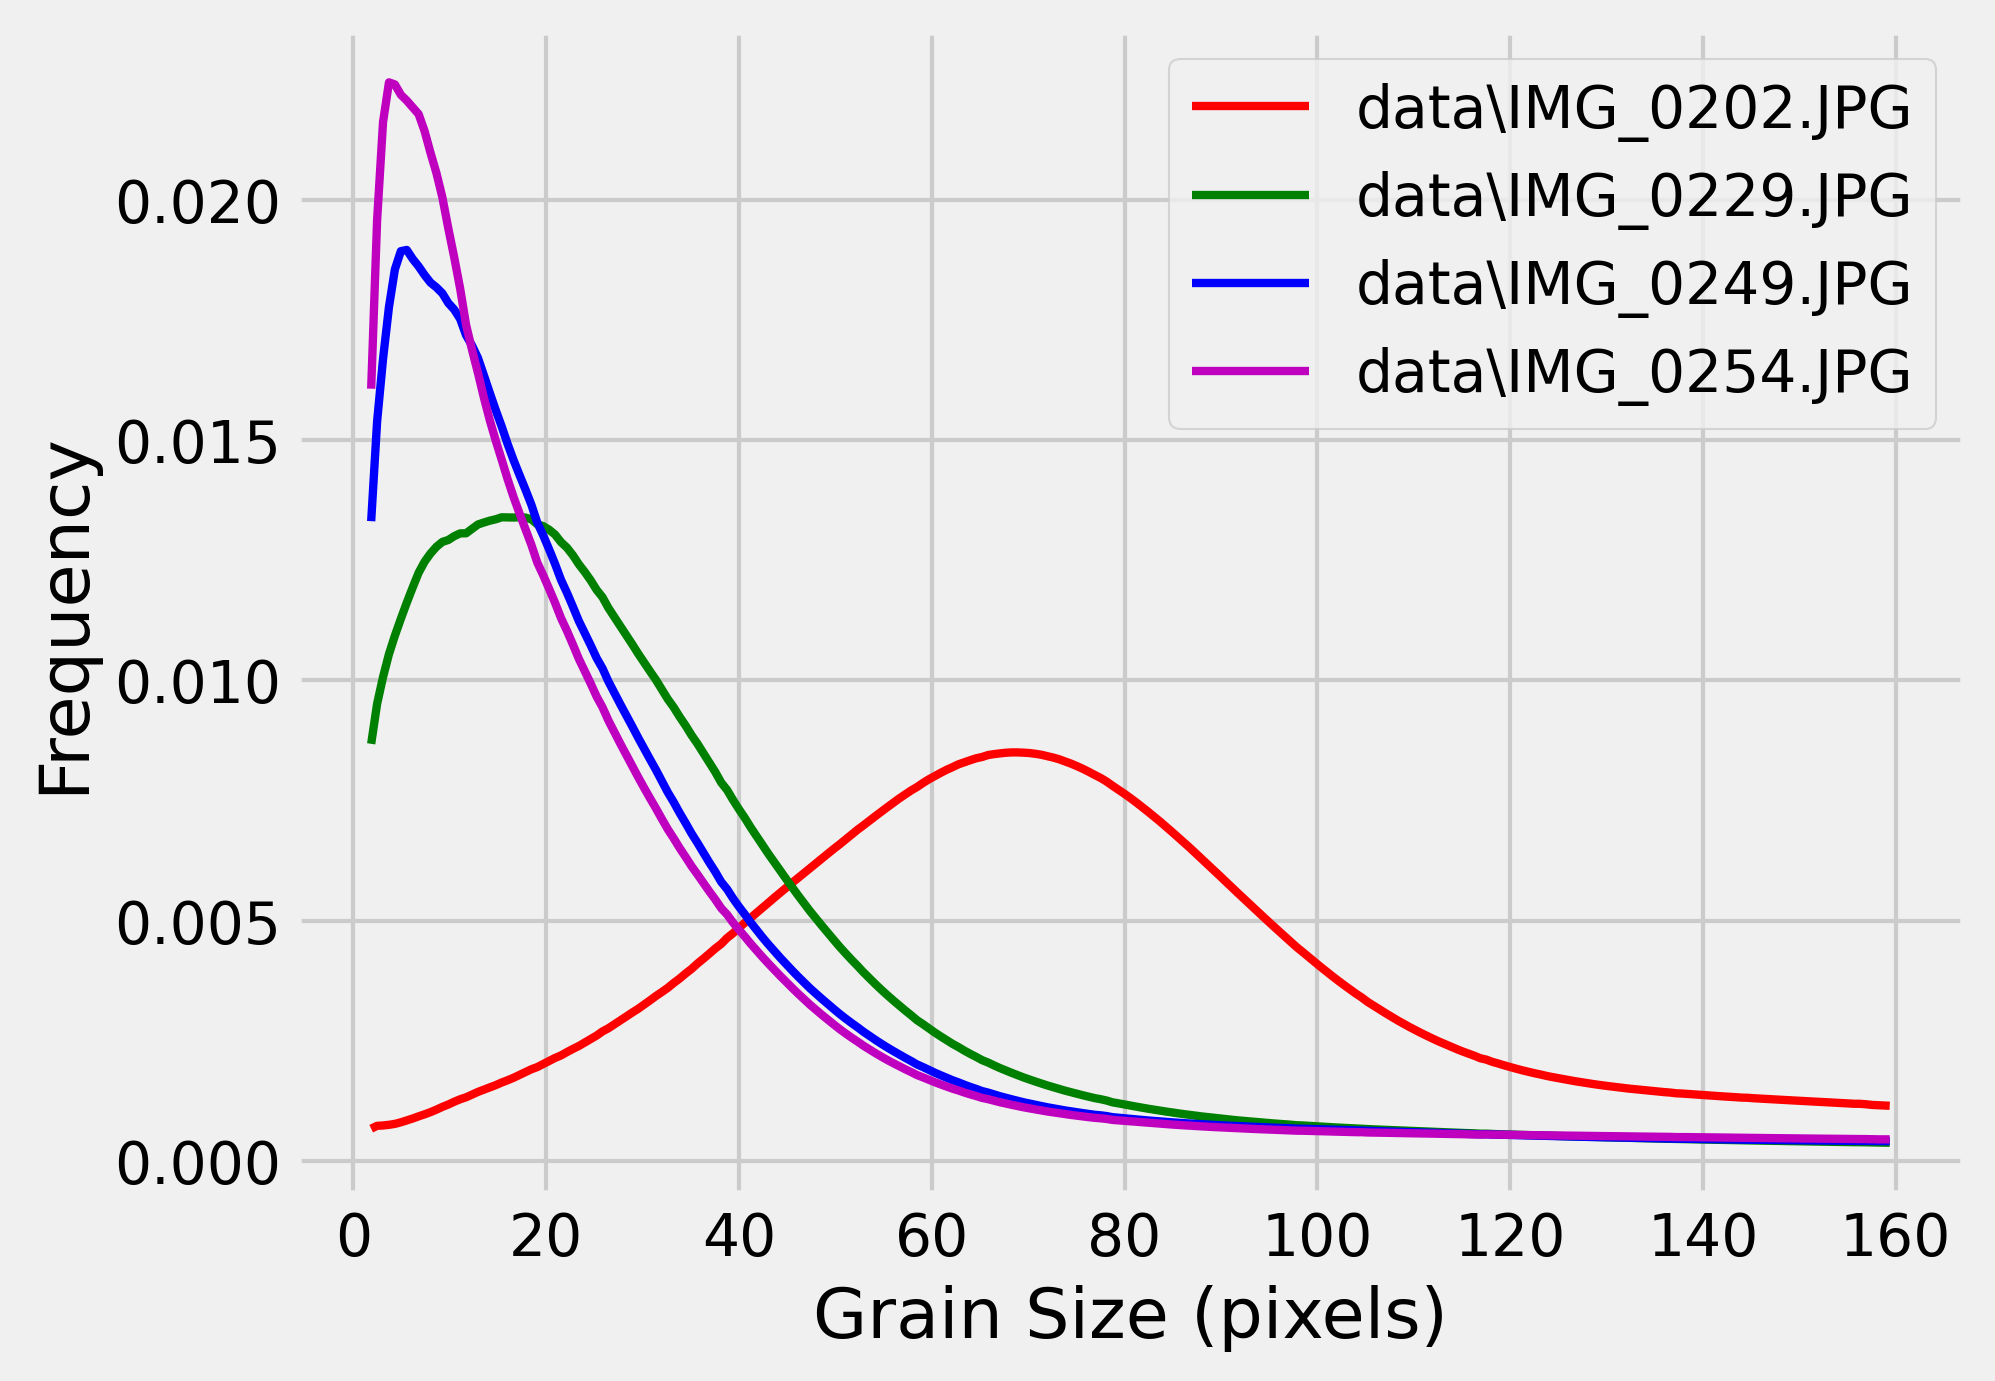 data\IMG_0202.JPG
data\IMG_0229.JPG
data\IMG_0249.JPG
data\IMG_0254.JPG
Frequency
0.020
0.015
0.010
0.005
0.000
0 20 40 60 80 100 120 140 160
Grain Size (pixels)